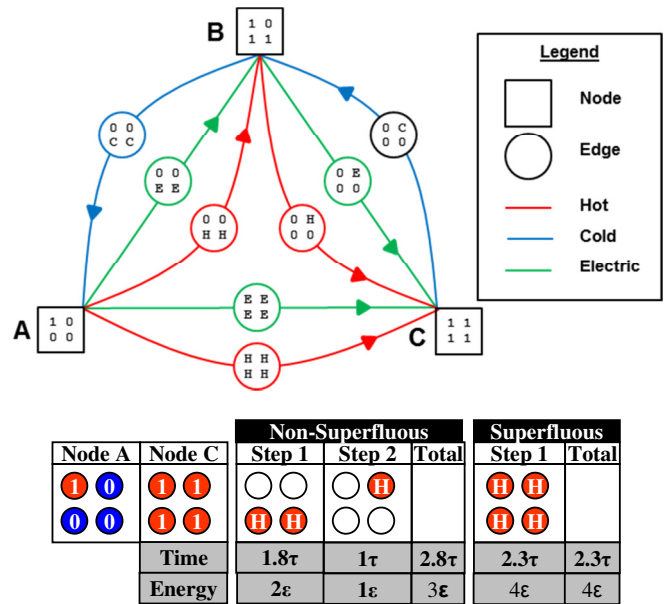 B
1 0
1 1
0 0
C C
0 C
0 0
0 0
E E
0 E
0 0
0 0
H H
0 H
0 0
E E
E E
H H
H H
A
1 0
0 0
C
1 1
1 1
Legend
Node
Edge
Hot
Cold
Electric
Non-Superfluous Superfluous
Node A Node C Step 1 Step 2 Total Step 1 Total
1 0 1 1 H H H
0 0 1 1 H H H H
Time 1.8τ 1τ 2.8τ 2.3τ 2.3τ
Energy 2ε 1ε 3ε 4ε 4ε